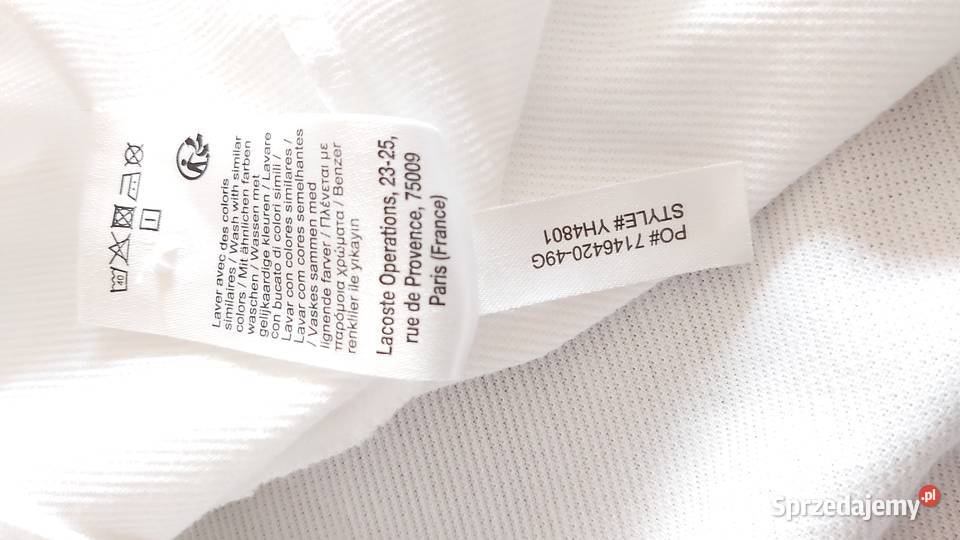 40
Laver avec des coloris
similaires / Wash with similar
colors / Mit ähnlichen farben
waschen / Wassen met
gelijkaardige kleuren / Lavare
con bucato di colori simili /
Lavar con colores similares /
Lavar com cores semelhantes
/ Vaskes sammen med
lignende farver / Πλένεται με
παρόμοια χρώματα / Benzer
renkliler ile yıkayın
Lacoste Operations, 23-25,
rue de Provence, 75009
Paris (France)
PO# 7146420-49G
STYLE# YH4801
Sprzedajemy.pl